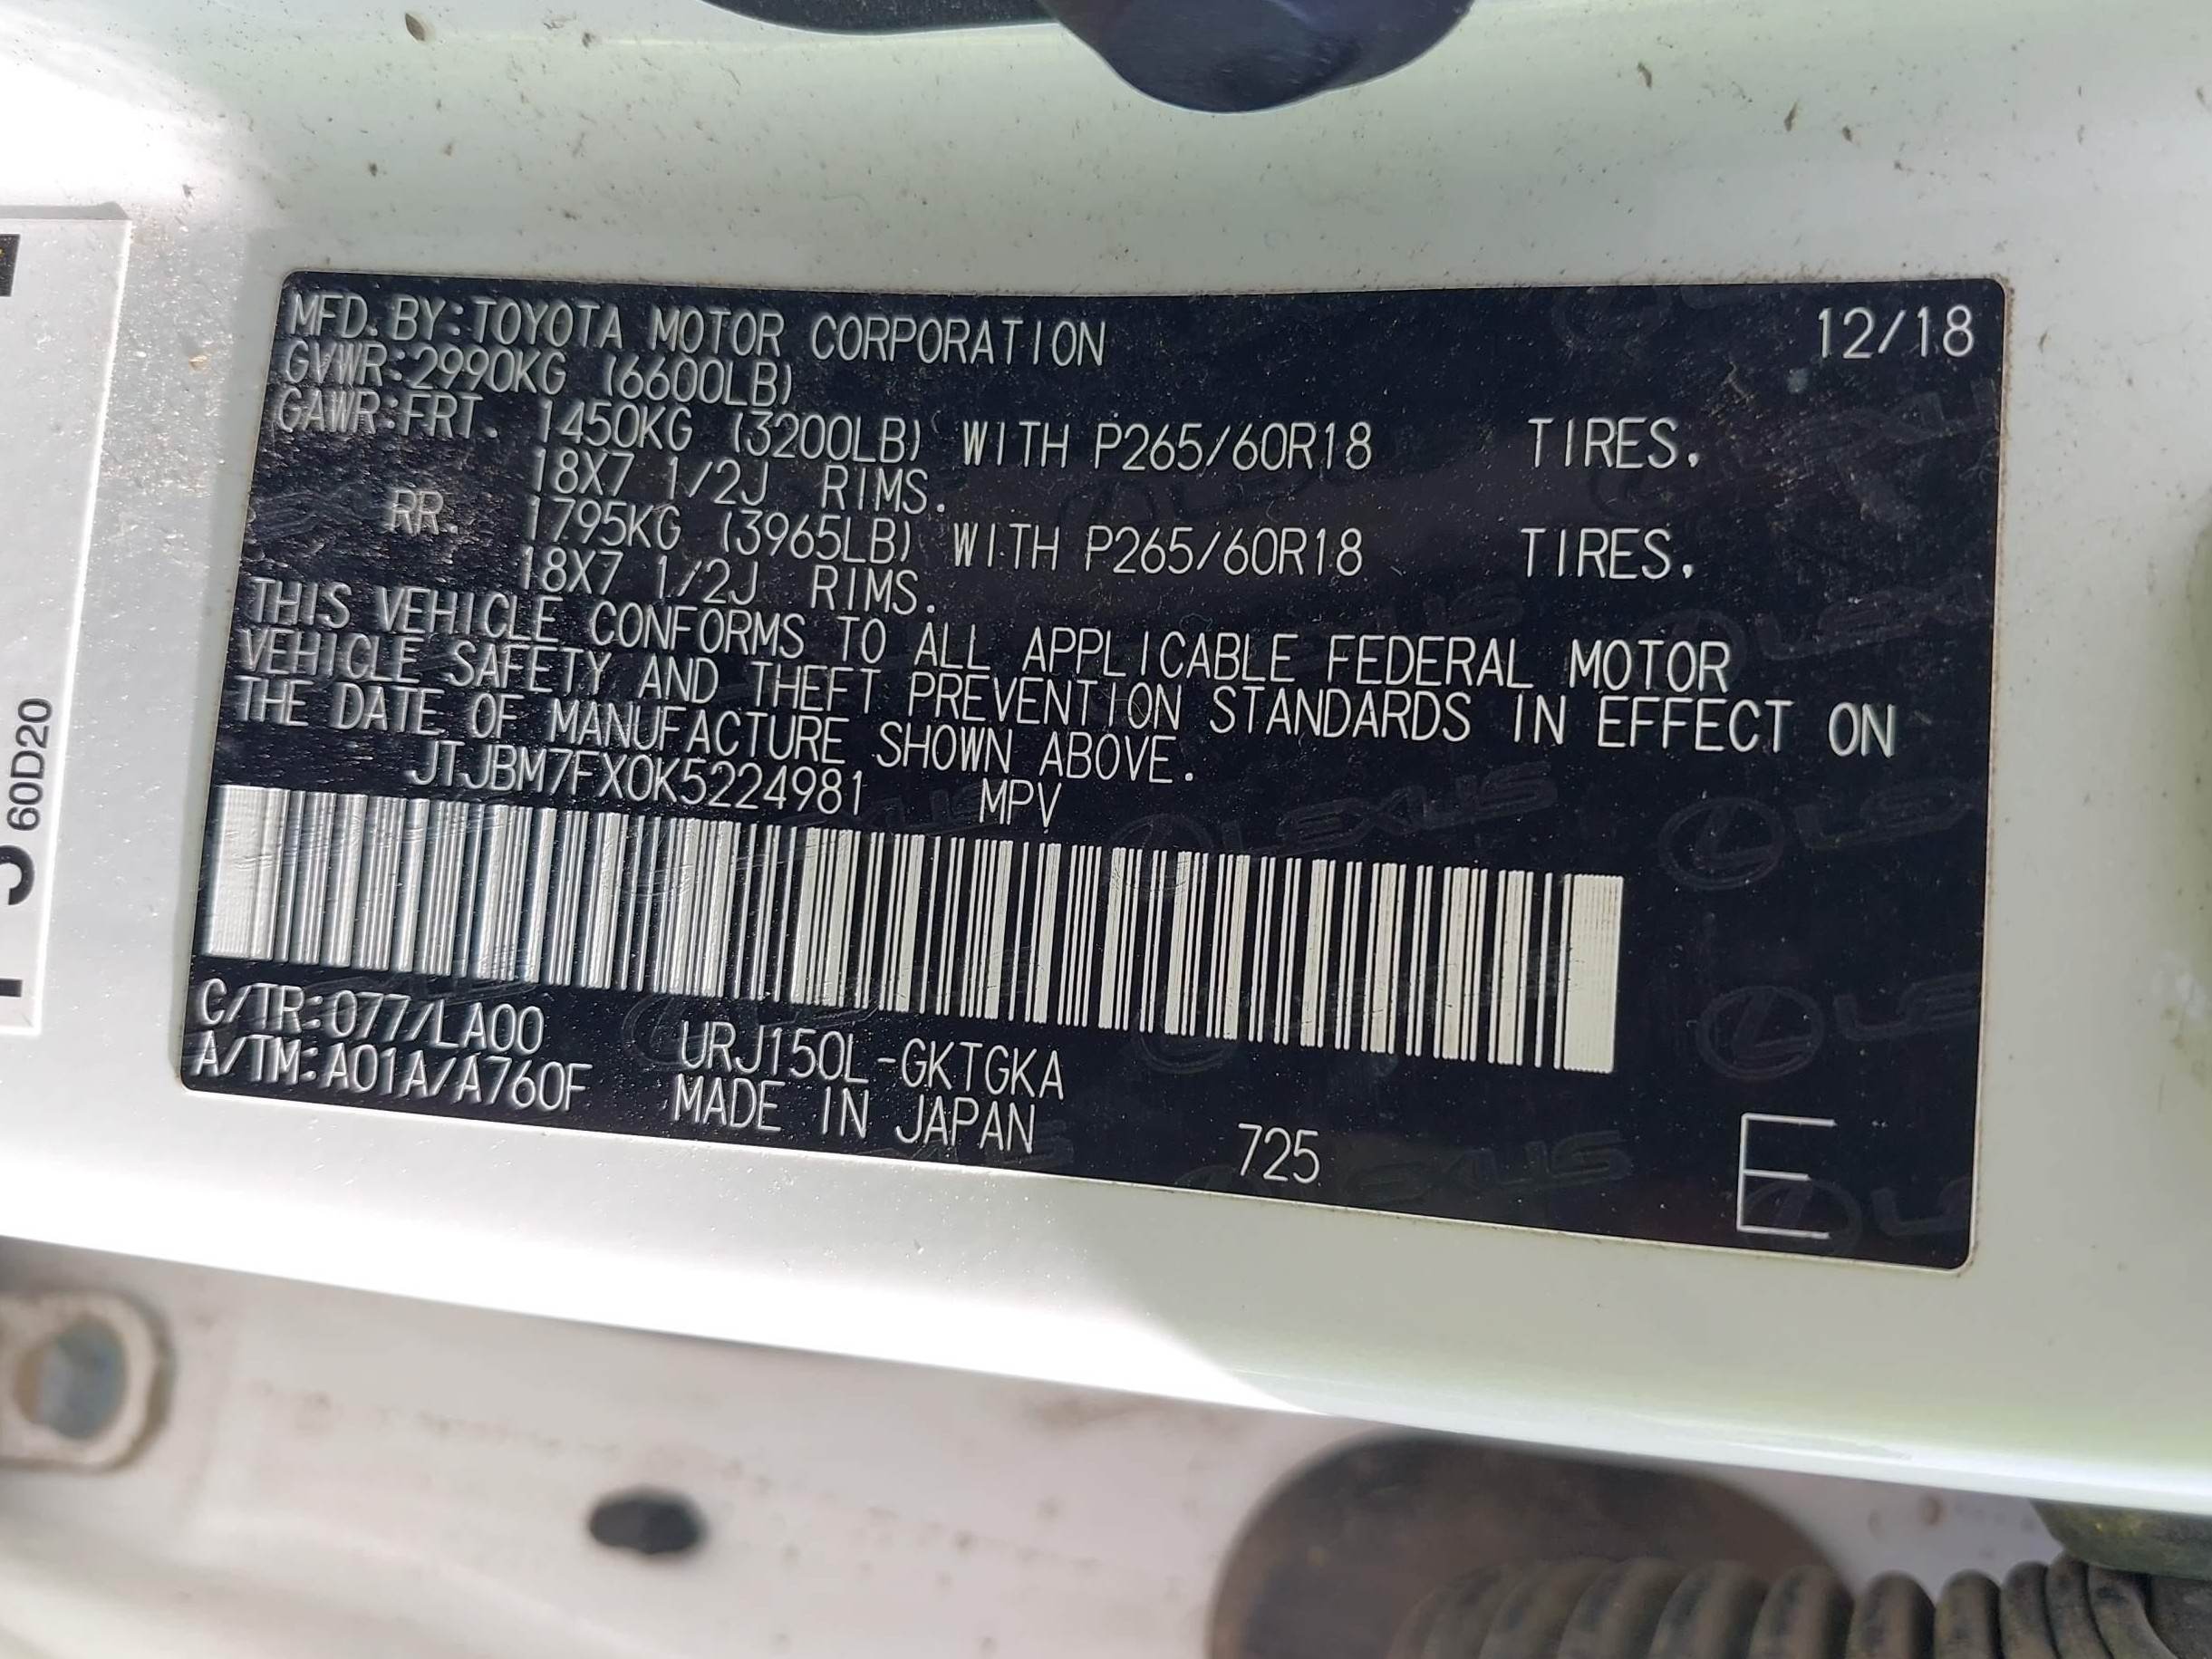 MFD. BY: TOYOTA MOTOR CORPORATION 12/18
GVWR: 2990KG (6600LB)
GAWR: FRT. 1450KG (3200LB) WITH P265/60R18 TIRES.
18X7 1/2J RIMS.
RR. 1795KG (3965LB) WITH P265/60R18 TIRES.
18X7 1/2J RIMS.
THIS VEHICLE CONFORMS TO ALL APPLICABLE FEDERAL MOTOR
VEHICLE SAFETY AND THEFT PREVENTION STANDARDS IN EFFECT ON
THE DATE OF MANUFACTURE SHOWN ABOVE.
JTJBM7FX0K5224981 MPV
C/TR: 077/LA00 URJ150L-GKTGKA
A/TM: A01A/A760F MADE IN JAPAN 725 E
60D20
LEXUS